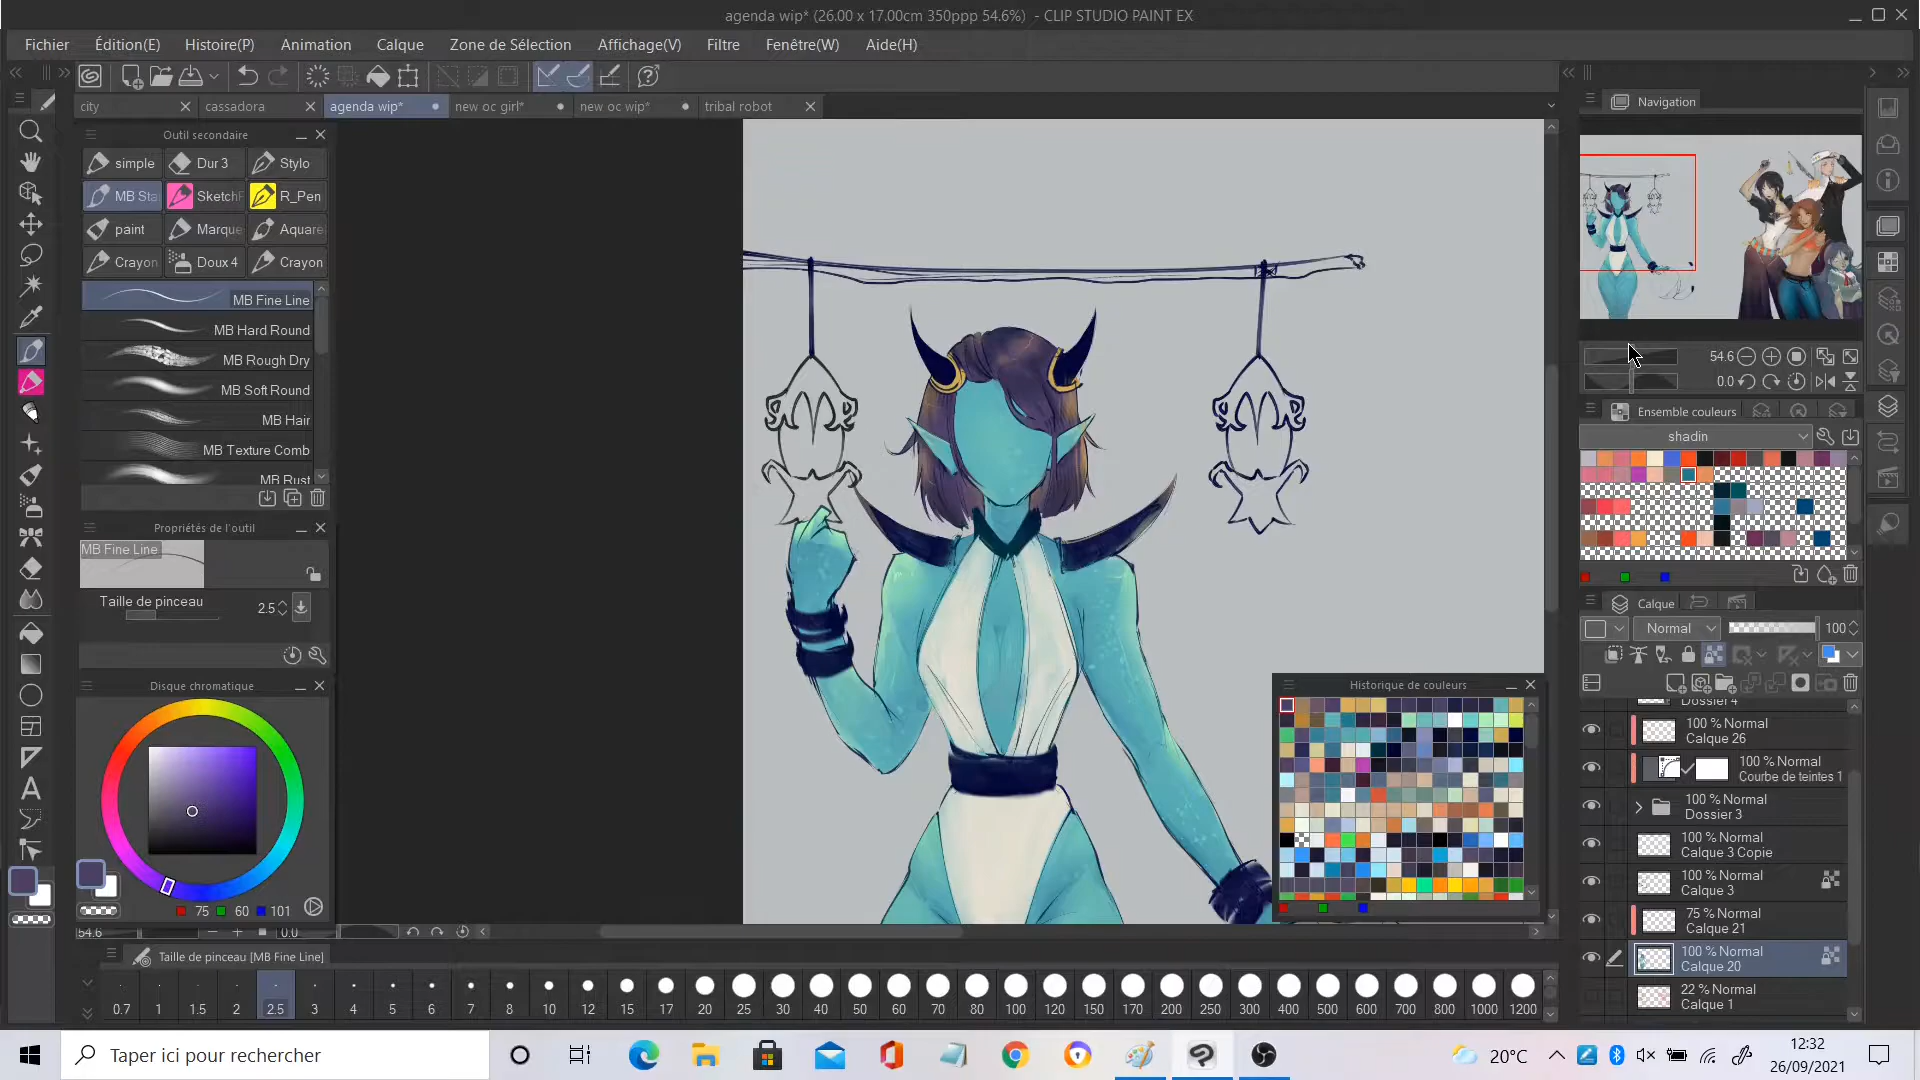 agenda wip* (26.00 x 17.00cm 350ppp 54.6%) - CLIP STUDIO PAINT EX
Fichier Édition(E) Histoire(P) Animation Calque Zone de Sélection Affichage(V) Filtre Fenêtre(W) Aide(H)
city cassadora agenda wip* new oc girl* new oc wip* tribal robot
Navigation
Outil secondaire
simple Dur 3 Stylo
MB Sta Sketch R_Pen
paint Marque Aquare
Crayon Doux 4 Crayon
MB Fine Line
MB Hard Round
MB Rough Dry
MB Soft Round
MB Hair
MB Texture Comb
MB Rust
Propriétés de l'outil
MB Fine Line
Taille de pinceau 2.5
Disque chromatique
75 60 101
54.6 0.0
54.6
0.0
Ensemble couleurs
shadin
Calque
Normal 100
Dossier 4
100 % Normal
Calque 26
100 % Normal
Courbe de teintes 1
100 % Normal
Dossier 3
100 % Normal
Calque 3 Copie
100 % Normal
Calque 3
75 % Normal
Calque 21
100 % Normal
Calque 20
22 % Normal
Calque 1
Historique de couleurs
Taille de pinceau [MB Fine Line]
0.7 1 1.5 2 2.5 3 4 5 6 7 8 10 12 15 17 20 25 30 40 50 60 70 80 100 120 150 170 200 250 300 400 500 600 700 800 1000 1200
Taper ici pour rechercher
20°C
12:32
26/09/2021